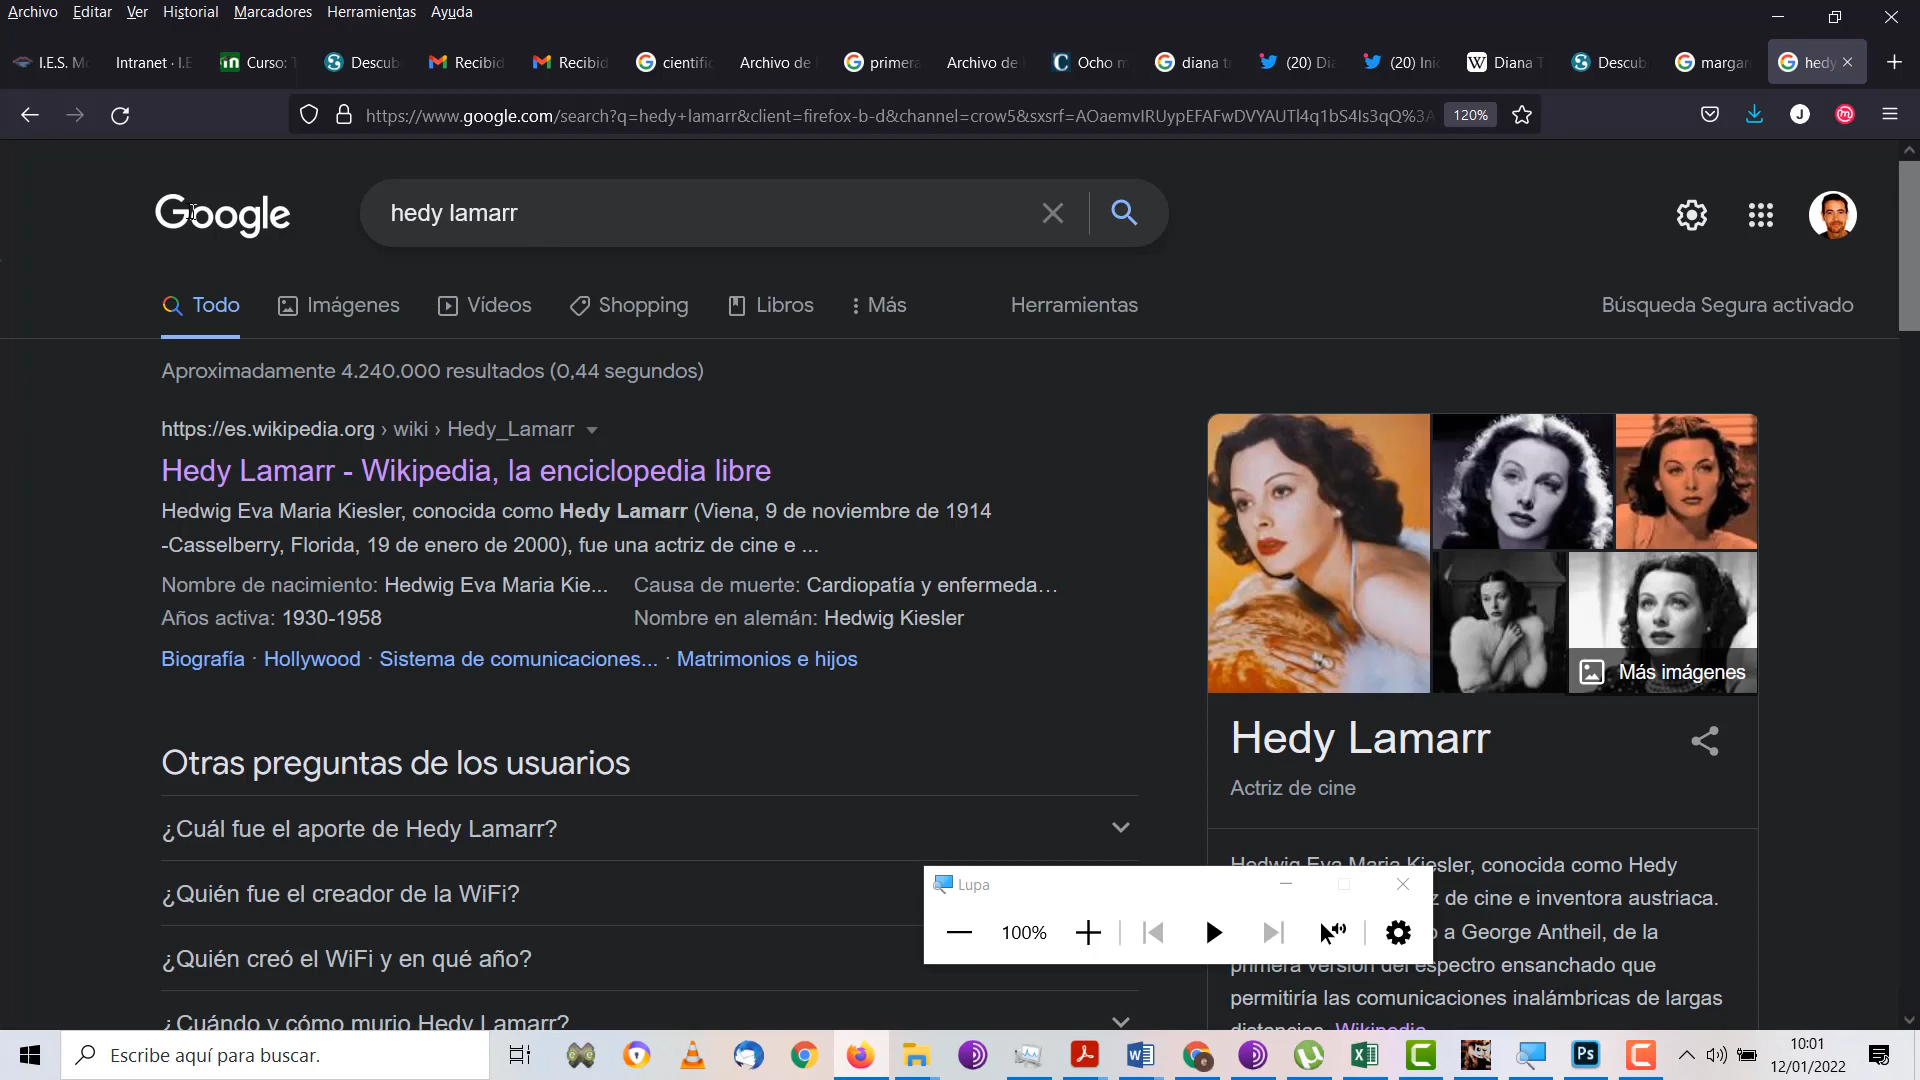 Archivo Editar Ver Historial Marcadores Herramientas Ayuda
I.E.S. Mo Intranet · I.E Curso: T Descub Recibid Recibid científic Archivo de primera Archivo de Ocho m diana tr (20) Dia (20) Inic Diana T Descub margar hedy
https://www.google.com/search?q=hedy+lamarr&client=firefox-b-d&channel=crow5&sxsrf=AOaemvIRUypEFAFwDVYAUTl4q1bS4Is3qQ%3A 120% J m
Google hedy lamarr
Todo Imágenes Vídeos Shopping Libros Más Herramientas Búsqueda Segura activado
Aproximadamente 4.240.000 resultados (0,44 segundos)
https://es.wikipedia.org › wiki › Hedy_Lamarr
Hedy Lamarr - Wikipedia, la enciclopedia libre
Hedwig Eva Maria Kiesler, conocida como Hedy Lamarr (Viena, 9 de noviembre de 1914
-Casselberry, Florida, 19 de enero de 2000), fue una actriz de cine e ...
Nombre de nacimiento: Hedwig Eva Maria Kie... Causa de muerte: Cardiopatía y enfermeda...
Años activa: 1930-1958 Nombre en alemán: Hedwig Kiesler
Biografía · Hollywood · Sistema de comunicaciones... · Matrimonios e hijos
Más imágenes
Hedy Lamarr
Actriz de cine
Hedwig Eva Maria Kiesler, conocida como Hedy
z de cine e inventora austriaca.
o a George Antheil, de la
primera versión del espectro ensanchado que
permitiría las comunicaciones inalámbricas de largas
distancias. Wikipedia
Otras preguntas de los usuarios
¿Cuál fue el aporte de Hedy Lamarr?
¿Quién fue el creador de la WiFi?
¿Quién creó el WiFi y en qué año?
¿Cuándo y cómo murio Hedy Lamarr?
Lupa
100%
Escribe aquí para buscar.
10:01
12/01/2022